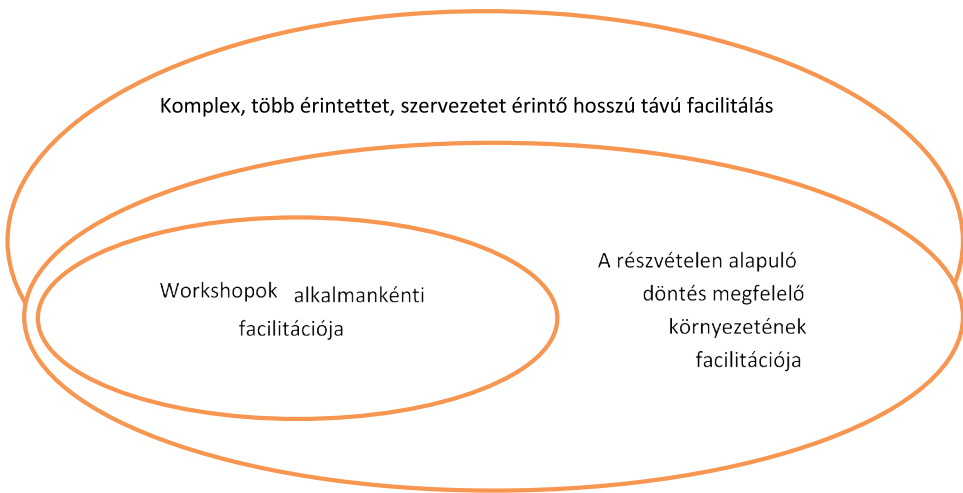 Komplex, több érintettet, szervezetet érintő hosszú távú facilitálás
Workshopok alkalmankénti
facilitációja
A részvételen alapuló
döntés megfelelő
környezetének
facilitációja